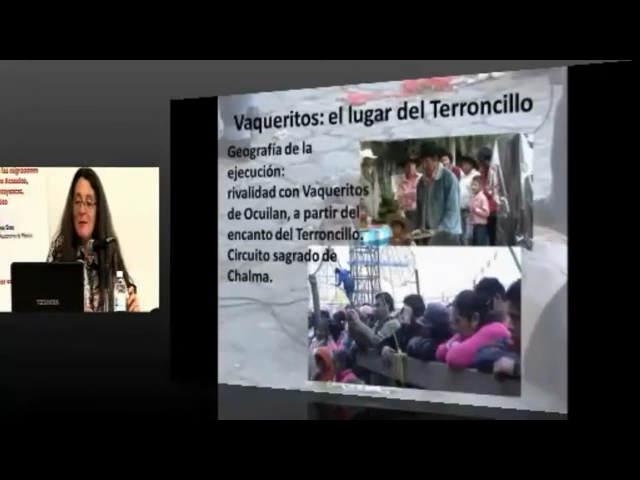 Vaqueritos: el lugar del Terroncillo
Geografía de la
ejecución:
rivalidad con Vaqueritos
de Ocuilan, a partir del
encanto del Terroncillo.
Circuito sagrado de
Chalma.
TOSHIBA